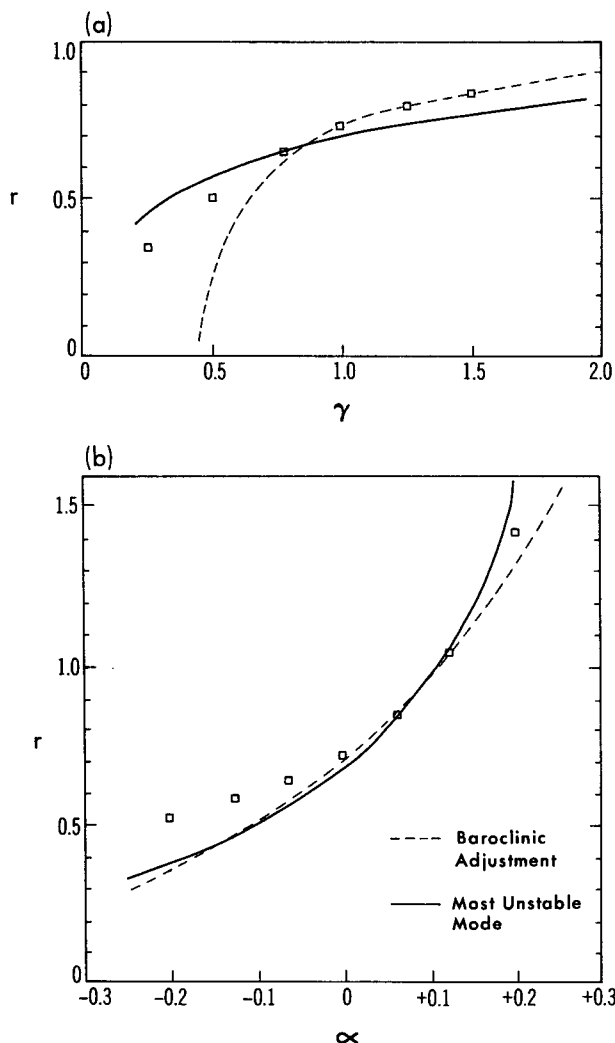 (a)
1.0
0.5
r
0
0 0.5 1.0 1.5 2.0
γ
(b)
1.5
1.0
r
0.5
--- Baroclinic
Adjustment
— Most Unstable
Mode
0
-0.3 -0.2 -0.1 0 +0.1 +0.2 +0.3
∝